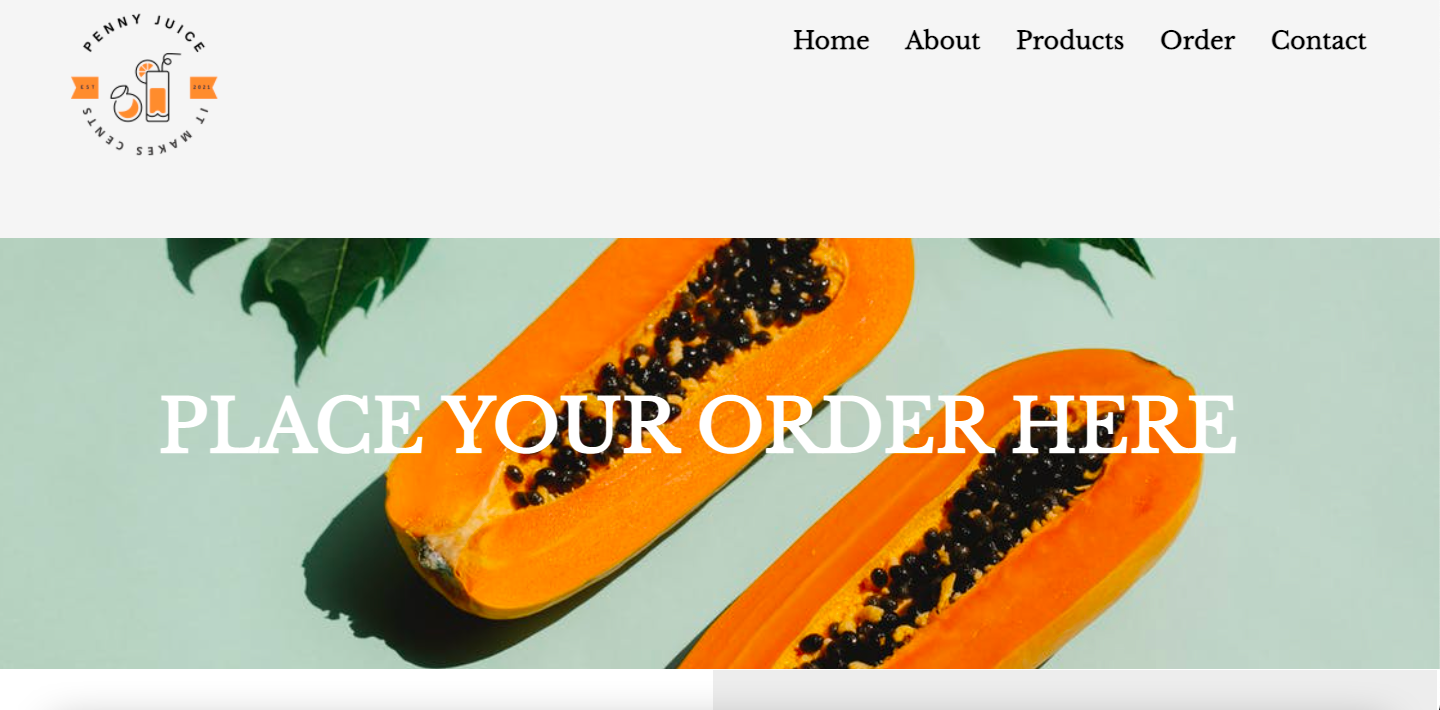 PENNY JUICE
EST
2021
IT MAKES CENTS
Home About Products Order Contact
PLACE YOUR ORDER HERE